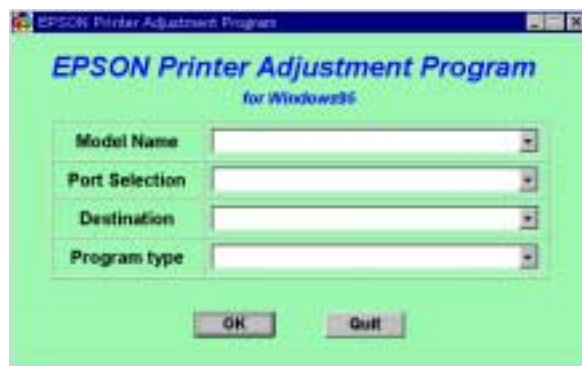 EPSON Printer Adjustment Program
EPSON Printer Adjustment Program
for Windows95
Model Name
Port Selection
Destination
Program type
OK
Quit